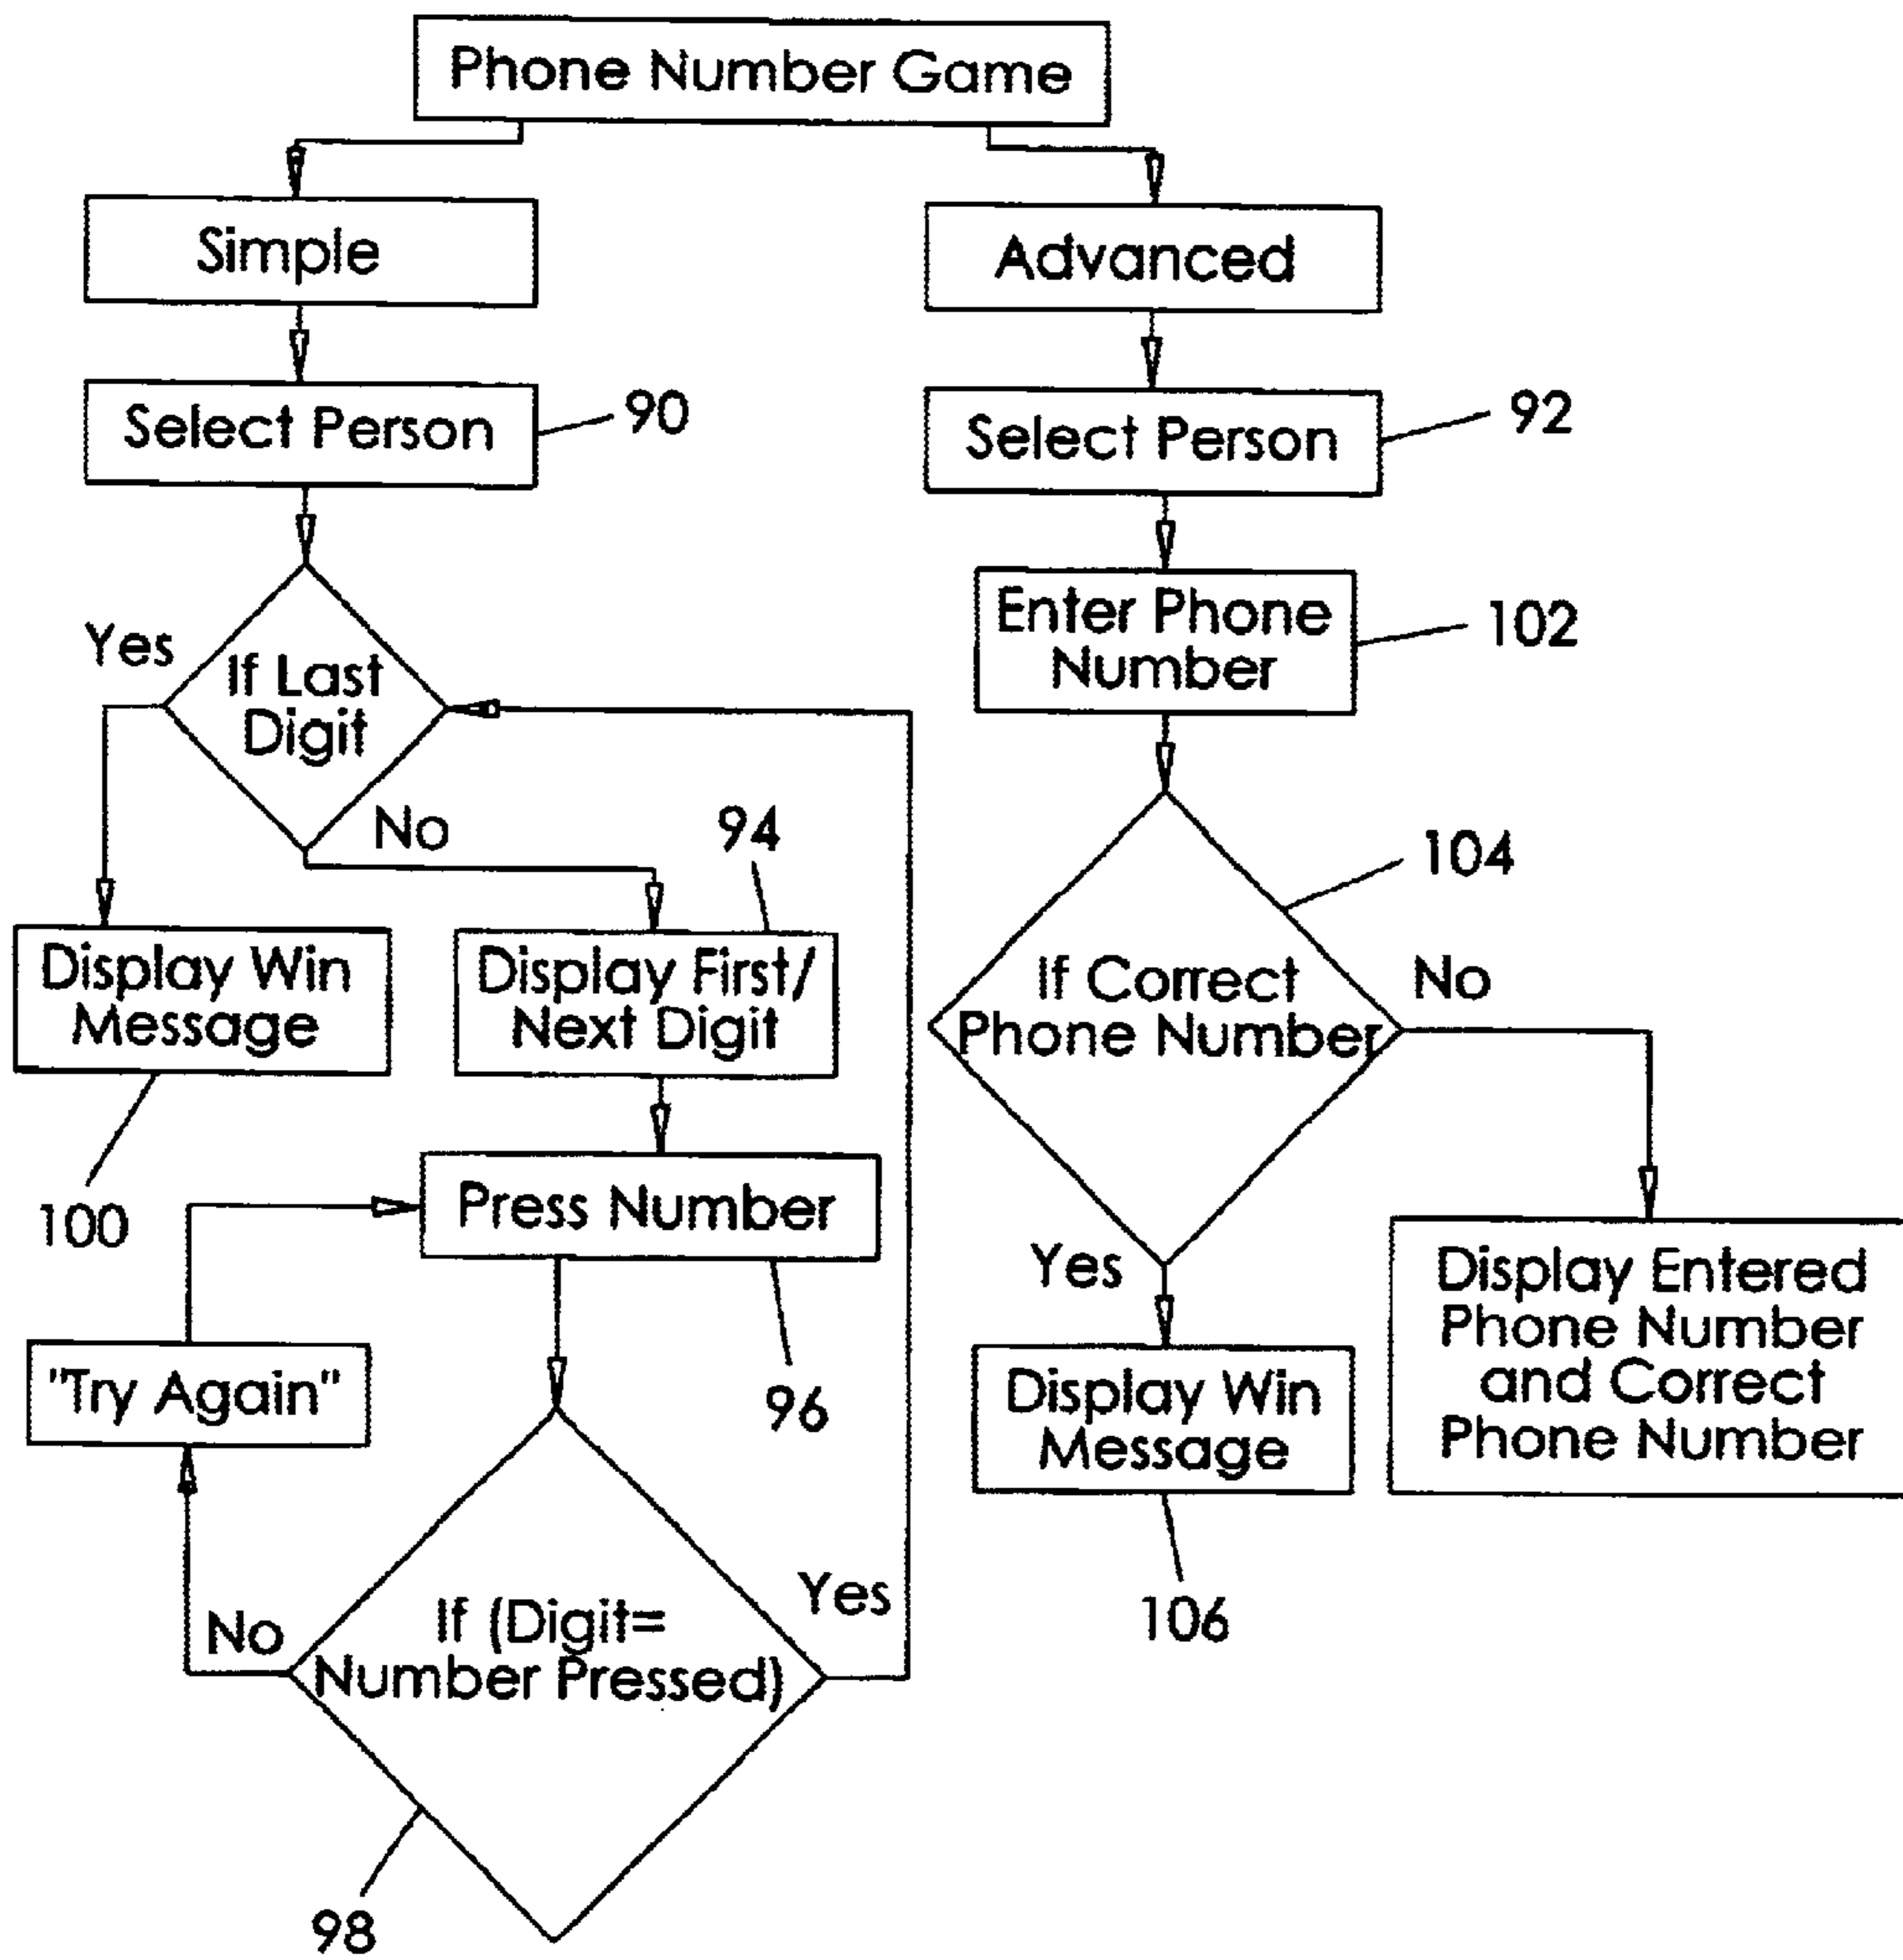 Phone Number Game
Simple
Advanced
Select Person
90
Select Person
92
Enter Phone
Number
102
Yes
If Last
Digit
No
94
104
Display Win
Message
Display First/
Next Digit
If Correct
Phone Number
No
100
Press Number
Yes
Display Entered
Phone Number
and Correct
Phone Number
"Try Again"
96
Display Win
Message
106
No
If (Digit=
Number Pressed)
Yes
98